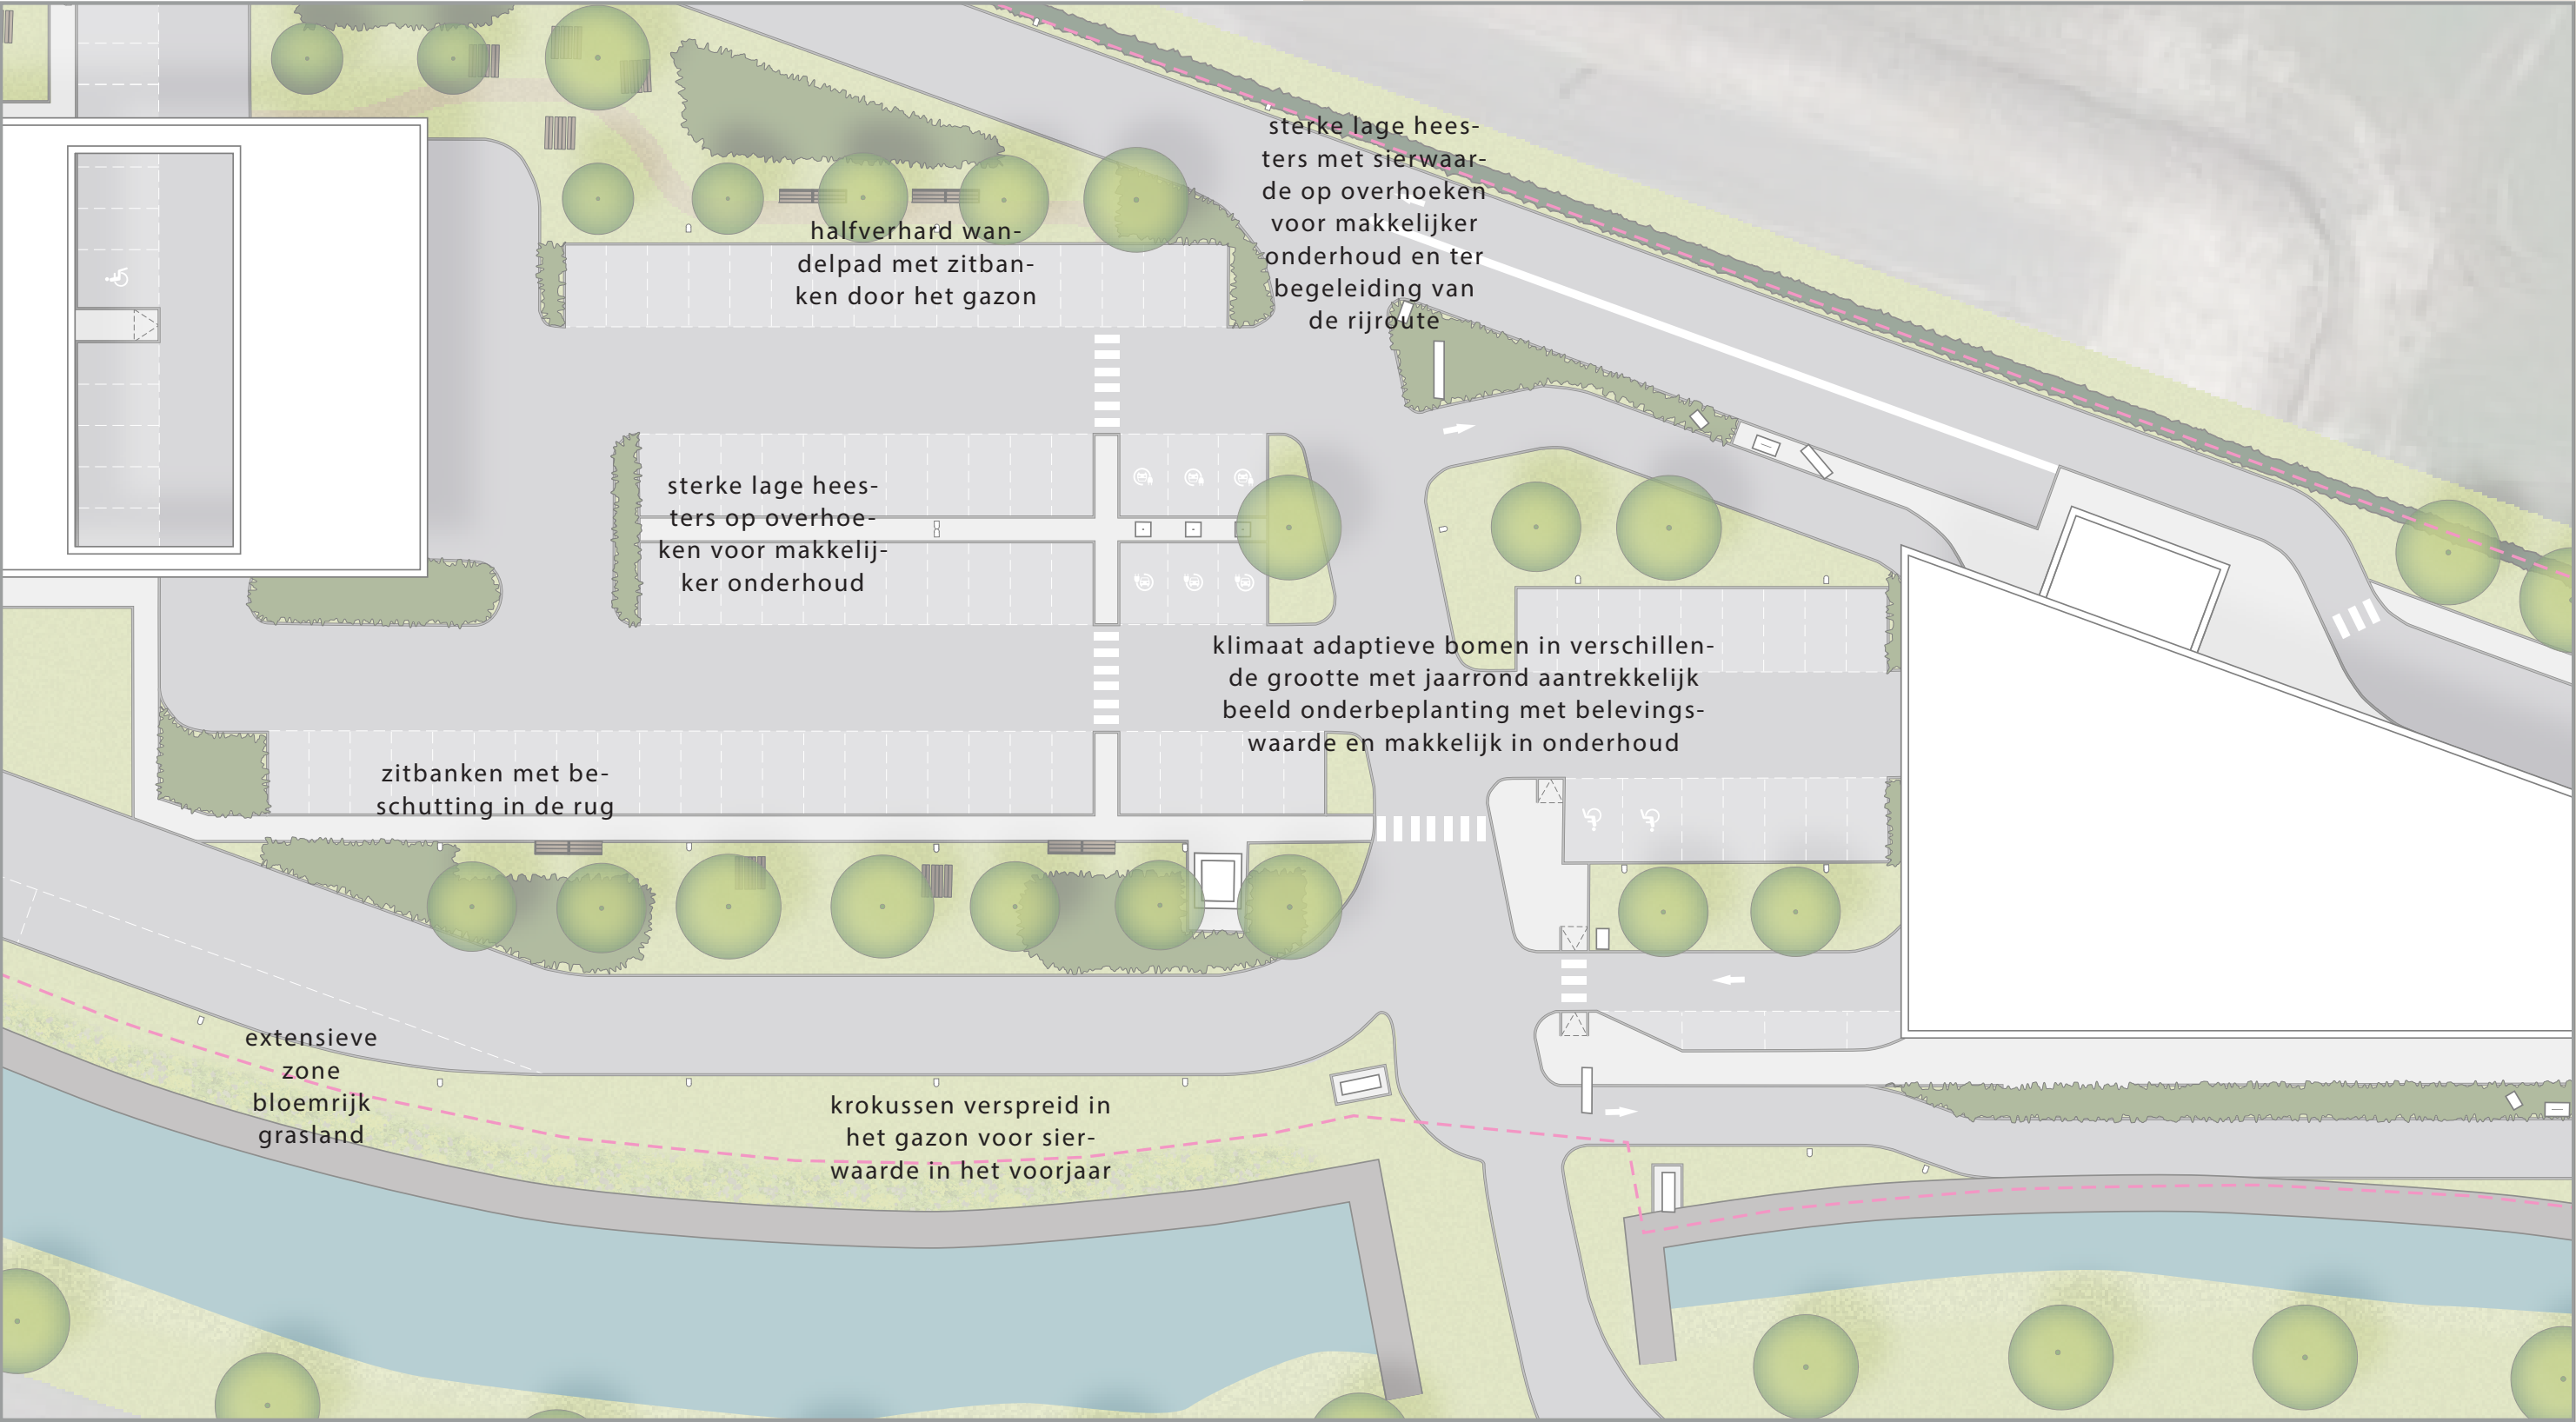 sterke lage hees-
ters met sierwaar-
de op overhoeken
voor makkelijker
onderhoud en ter
begeleiding van
de rijroute
halfverhard wan-
delpad met zitban-
ken door het gazon
sterke lage hees-
ters op overhoe-
ken voor makkelij-
ker onderhoud
klimaat adaptieve bomen in verschillen-
de grootte met jaarrond aantrekkelijk
beeld onderbeplanting met belevings-
waarde en makkelijk in onderhoud
zitbanken met be-
schutting in de rug
extensieve
zone
bloemrijk
grasland
krokussen verspreid in
het gazon voor sier-
waarde in het voorjaar